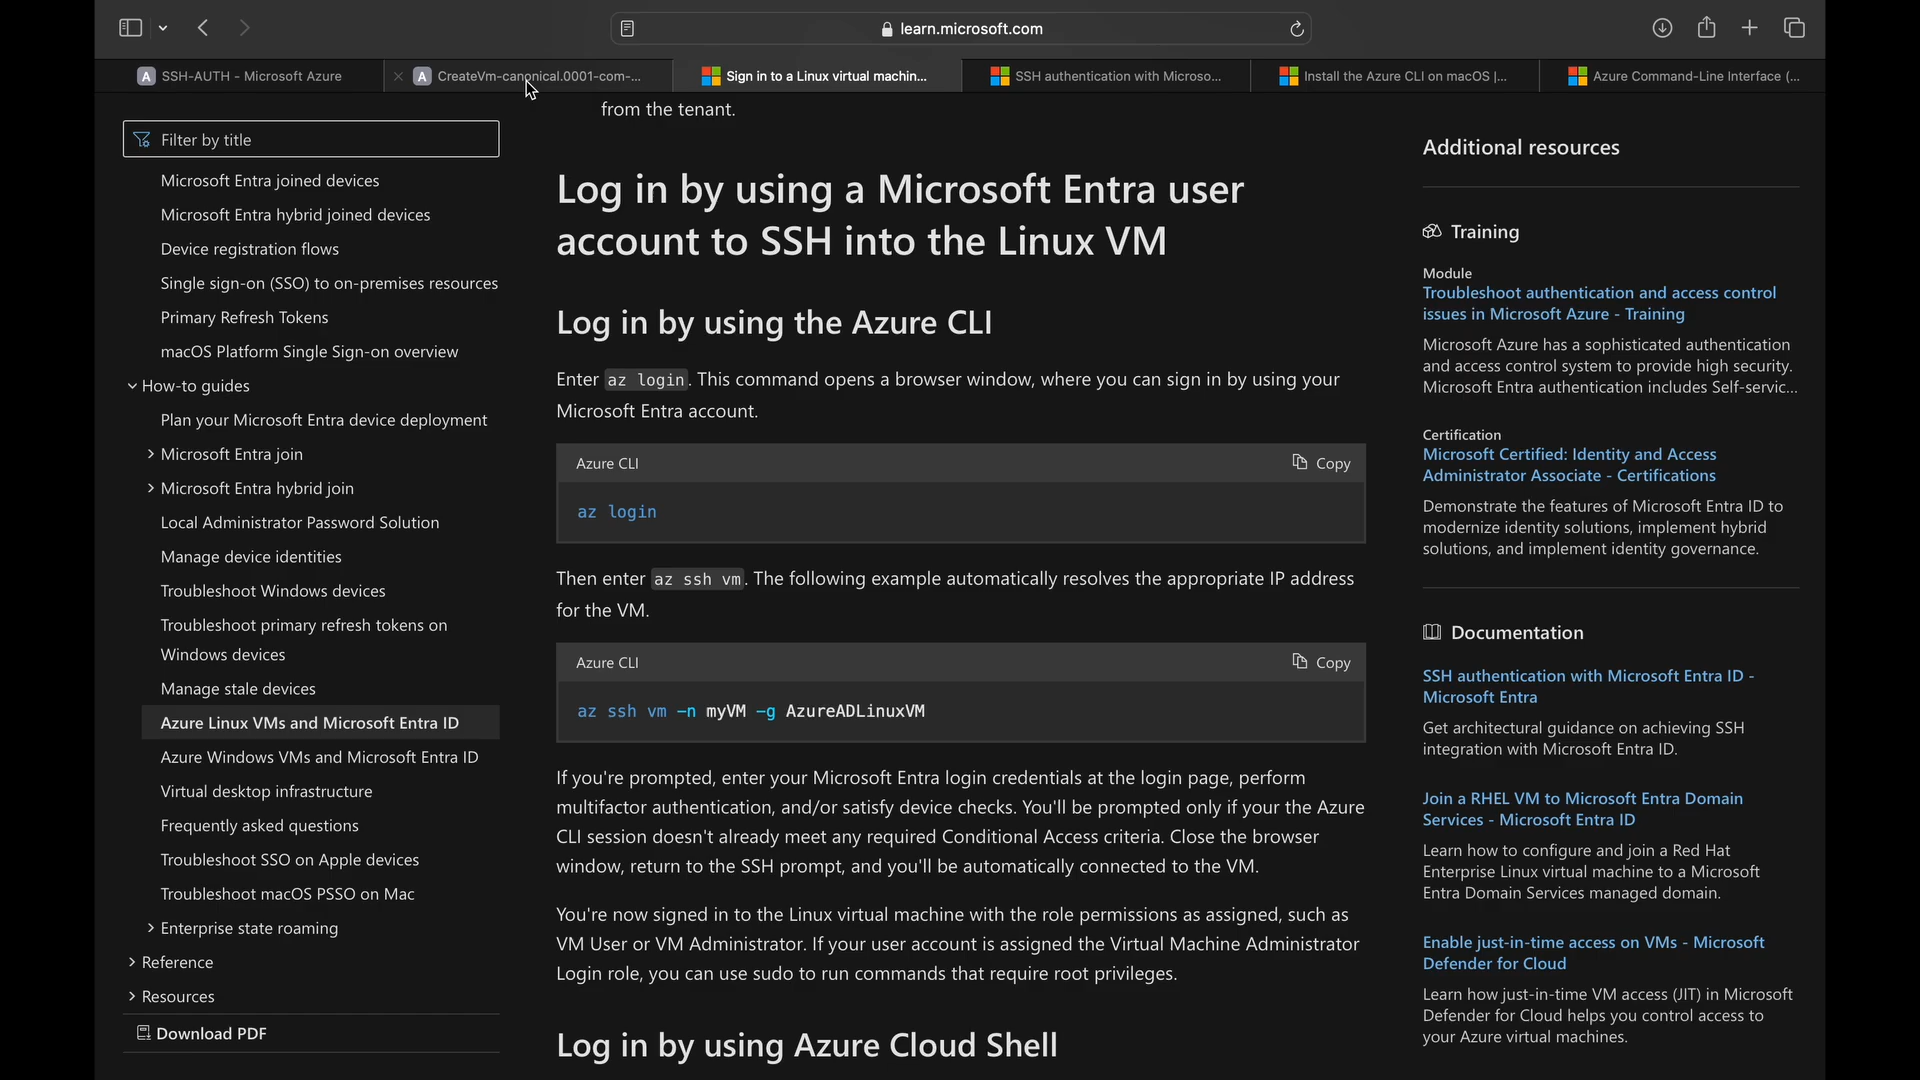 learn.microsoft.com
A SSH-AUTH - Microsoft Azure
A CreateVm-canonical.0001-com-...
Sign in to a Linux virtual machin...
SSH authentication with Microso...
Install the Azure CLI on macOS |...
Azure Command-Line Interface (...
Filter by title
Microsoft Entra joined devices
Microsoft Entra hybrid joined devices
Device registration flows
Single sign-on (SSO) to on-premises resources
Primary Refresh Tokens
macOS Platform Single Sign-on overview
How-to guides
Plan your Microsoft Entra device deployment
Microsoft Entra join
Microsoft Entra hybrid join
Local Administrator Password Solution
Manage device identities
Troubleshoot Windows devices
Troubleshoot primary refresh tokens on
Windows devices
Manage stale devices
Azure Linux VMs and Microsoft Entra ID
Azure Windows VMs and Microsoft Entra ID
Virtual desktop infrastructure
Frequently asked questions
Troubleshoot SSO on Apple devices
Troubleshoot macOS PSSO on Mac
Enterprise state roaming
Reference
Resources
Download PDF
from the tenant.
Log in by using a Microsoft Entra user
account to SSH into the Linux VM
Log in by using the Azure CLI
Enter az login. This command opens a browser window, where you can sign in by using your
Microsoft Entra account.
Azure CLI
Copy
az login
Then enter az ssh vm. The following example automatically resolves the appropriate IP address
for the VM.
Azure CLI
Copy
az ssh vm -n myVM -g AzureADLinuxVM
If you're prompted, enter your Microsoft Entra login credentials at the login page, perform
multifactor authentication, and/or satisfy device checks. You'll be prompted only if your the Azure
CLI session doesn't already meet any required Conditional Access criteria. Close the browser
window, return to the SSH prompt, and you'll be automatically connected to the VM.
You're now signed in to the Linux virtual machine with the role permissions as assigned, such as
VM User or VM Administrator. If your user account is assigned the Virtual Machine Administrator
Login role, you can use sudo to run commands that require root privileges.
Log in by using Azure Cloud Shell
Additional resources
Training
Module
Troubleshoot authentication and access control
issues in Microsoft Azure - Training
Microsoft Azure has a sophisticated authentication
and access control system to provide high security.
Microsoft Entra authentication includes Self-servic...
Certification
Microsoft Certified: Identity and Access
Administrator Associate - Certifications
Demonstrate the features of Microsoft Entra ID to
modernize identity solutions, implement hybrid
solutions, and implement identity governance.
Documentation
SSH authentication with Microsoft Entra ID -
Microsoft Entra
Get architectural guidance on achieving SSH
integration with Microsoft Entra ID.
Join a RHEL VM to Microsoft Entra Domain
Services - Microsoft Entra ID
Learn how to configure and join a Red Hat
Enterprise Linux virtual machine to a Microsoft
Entra Domain Services managed domain.
Enable just-in-time access on VMs - Microsoft
Defender for Cloud
Learn how just-in-time VM access (JIT) in Microsoft
Defender for Cloud helps you control access to
your Azure virtual machines.